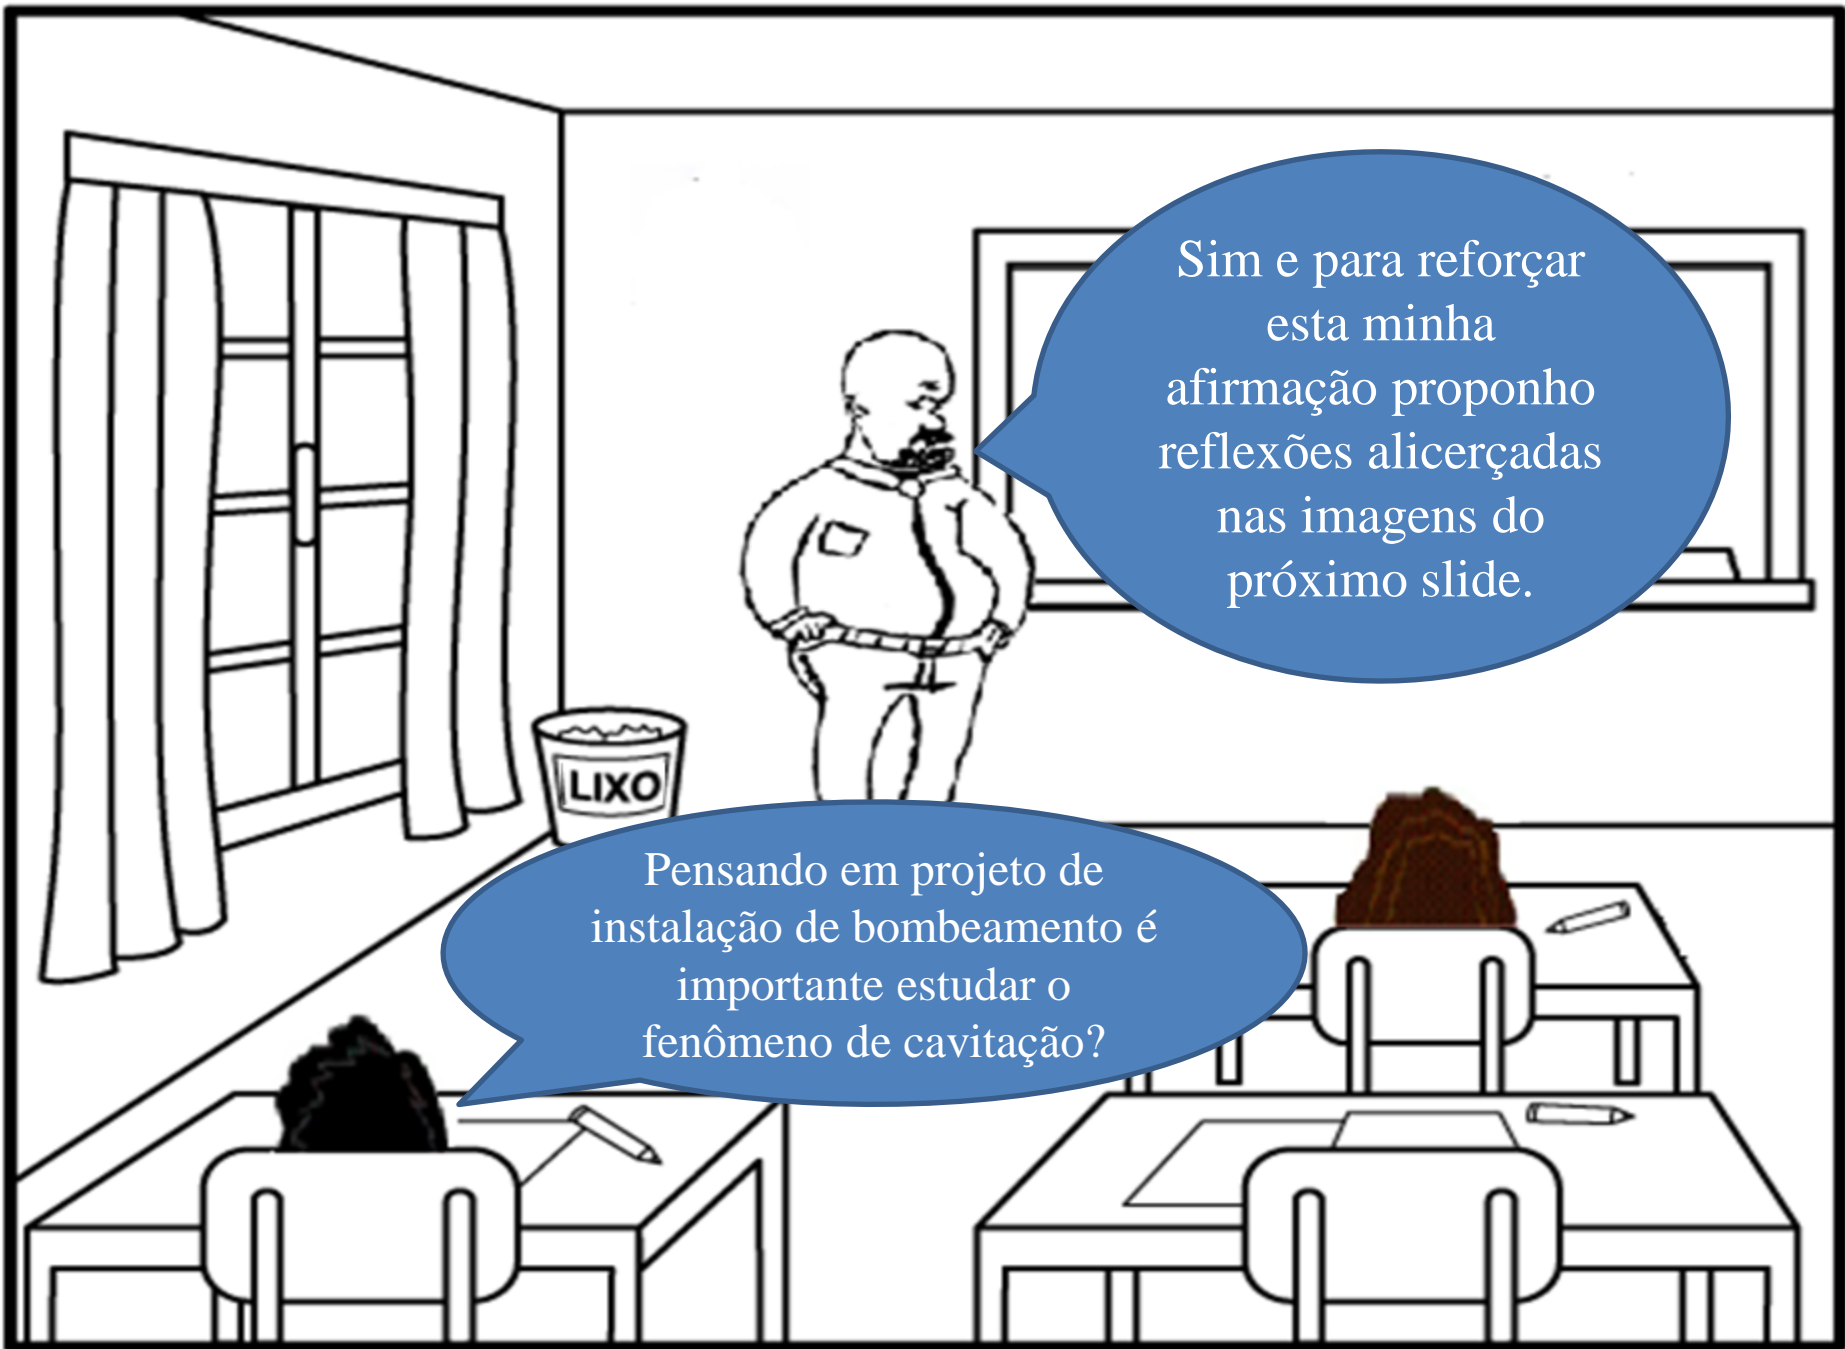 Sim e para reforçar
esta minha
afirmação proponho
reflexões alicerçadas
nas imagens do
próximo slide.
LIXO
Pensando em projeto de
instalação de bombeamento é
importante estudar o
fenômeno de cavitação?